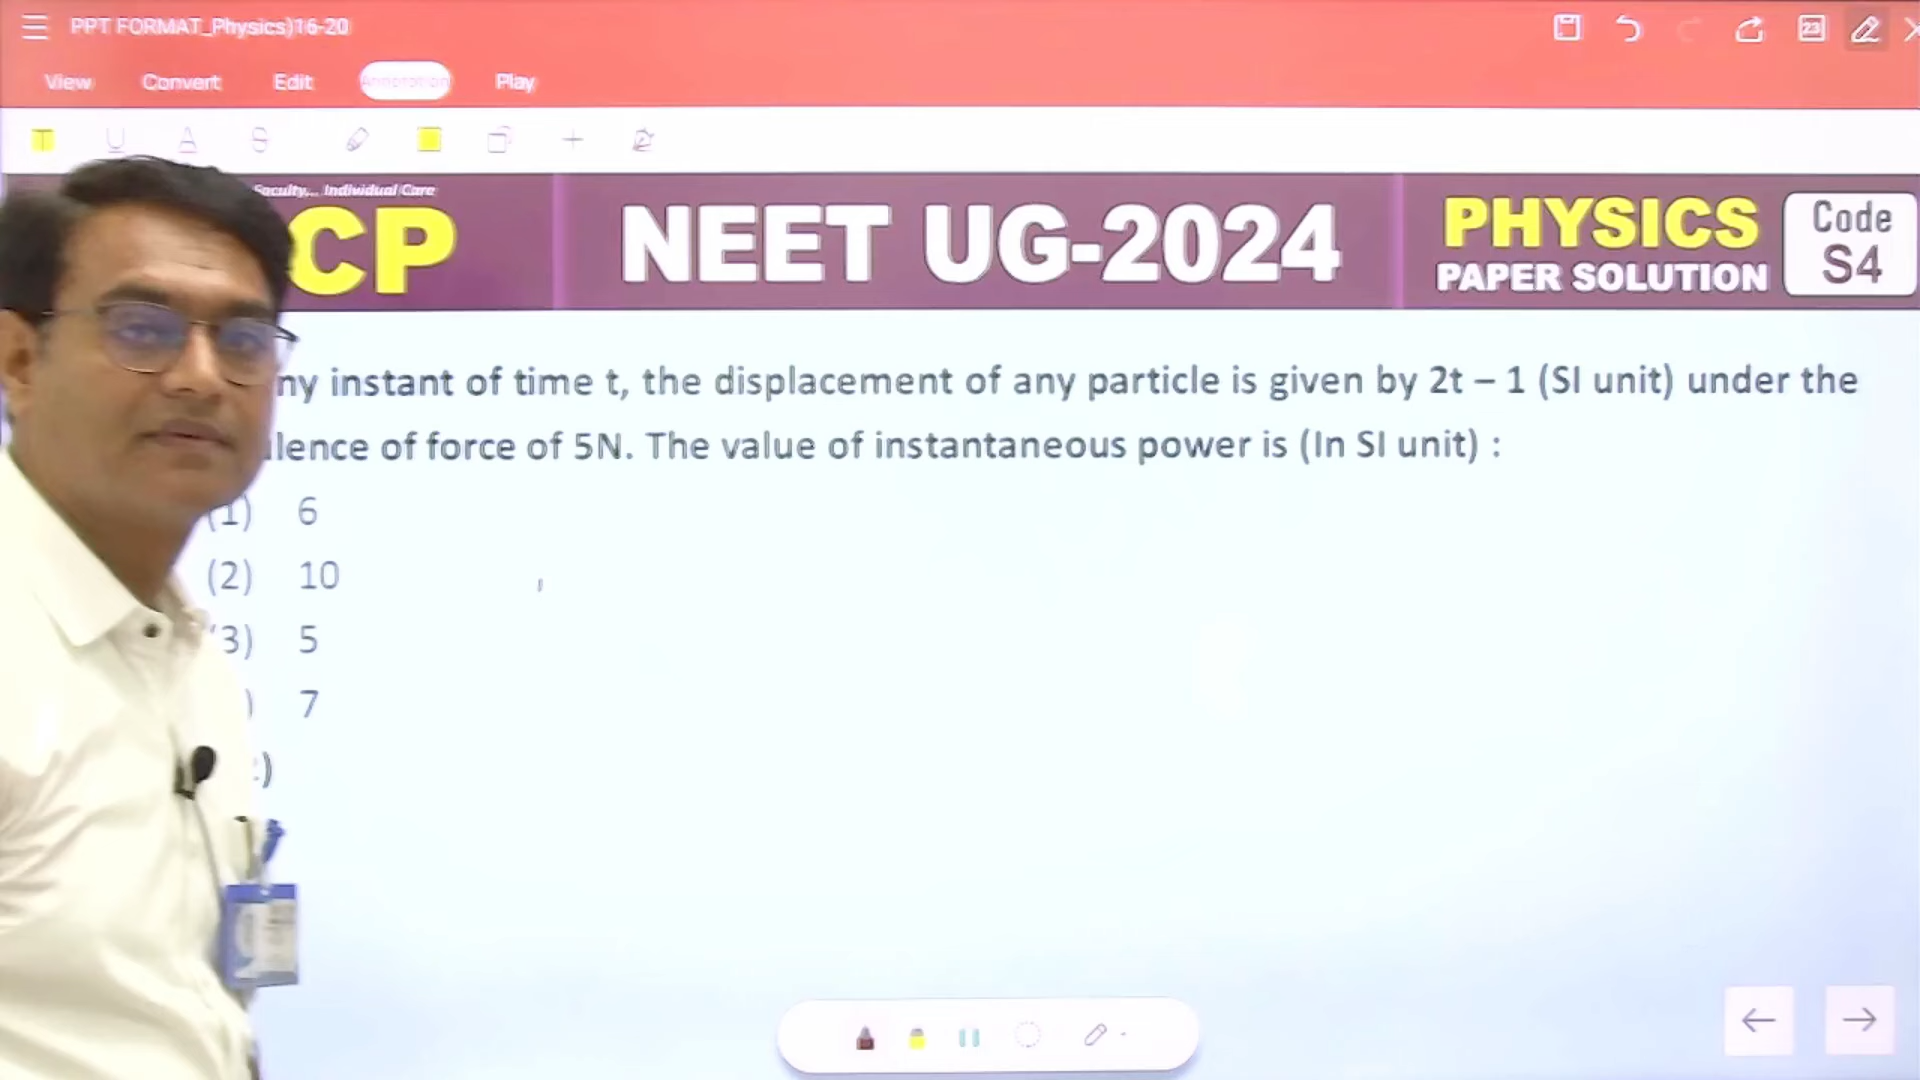 PPT FORMAT_Physics)16-20
23
View Convert Edit Annotation Play
T U A S
Faculty... Individual Care
CP
NEET UG-2024
PHYSICS
PAPER SOLUTION
Code
S4
ny instant of time t, the displacement of any particle is given by 2t – 1 (SI unit) under the
lence of force of 5N. The value of instantaneous power is (In SI unit) :
(1) 6
(2) 10
(3) 5
) 7
)